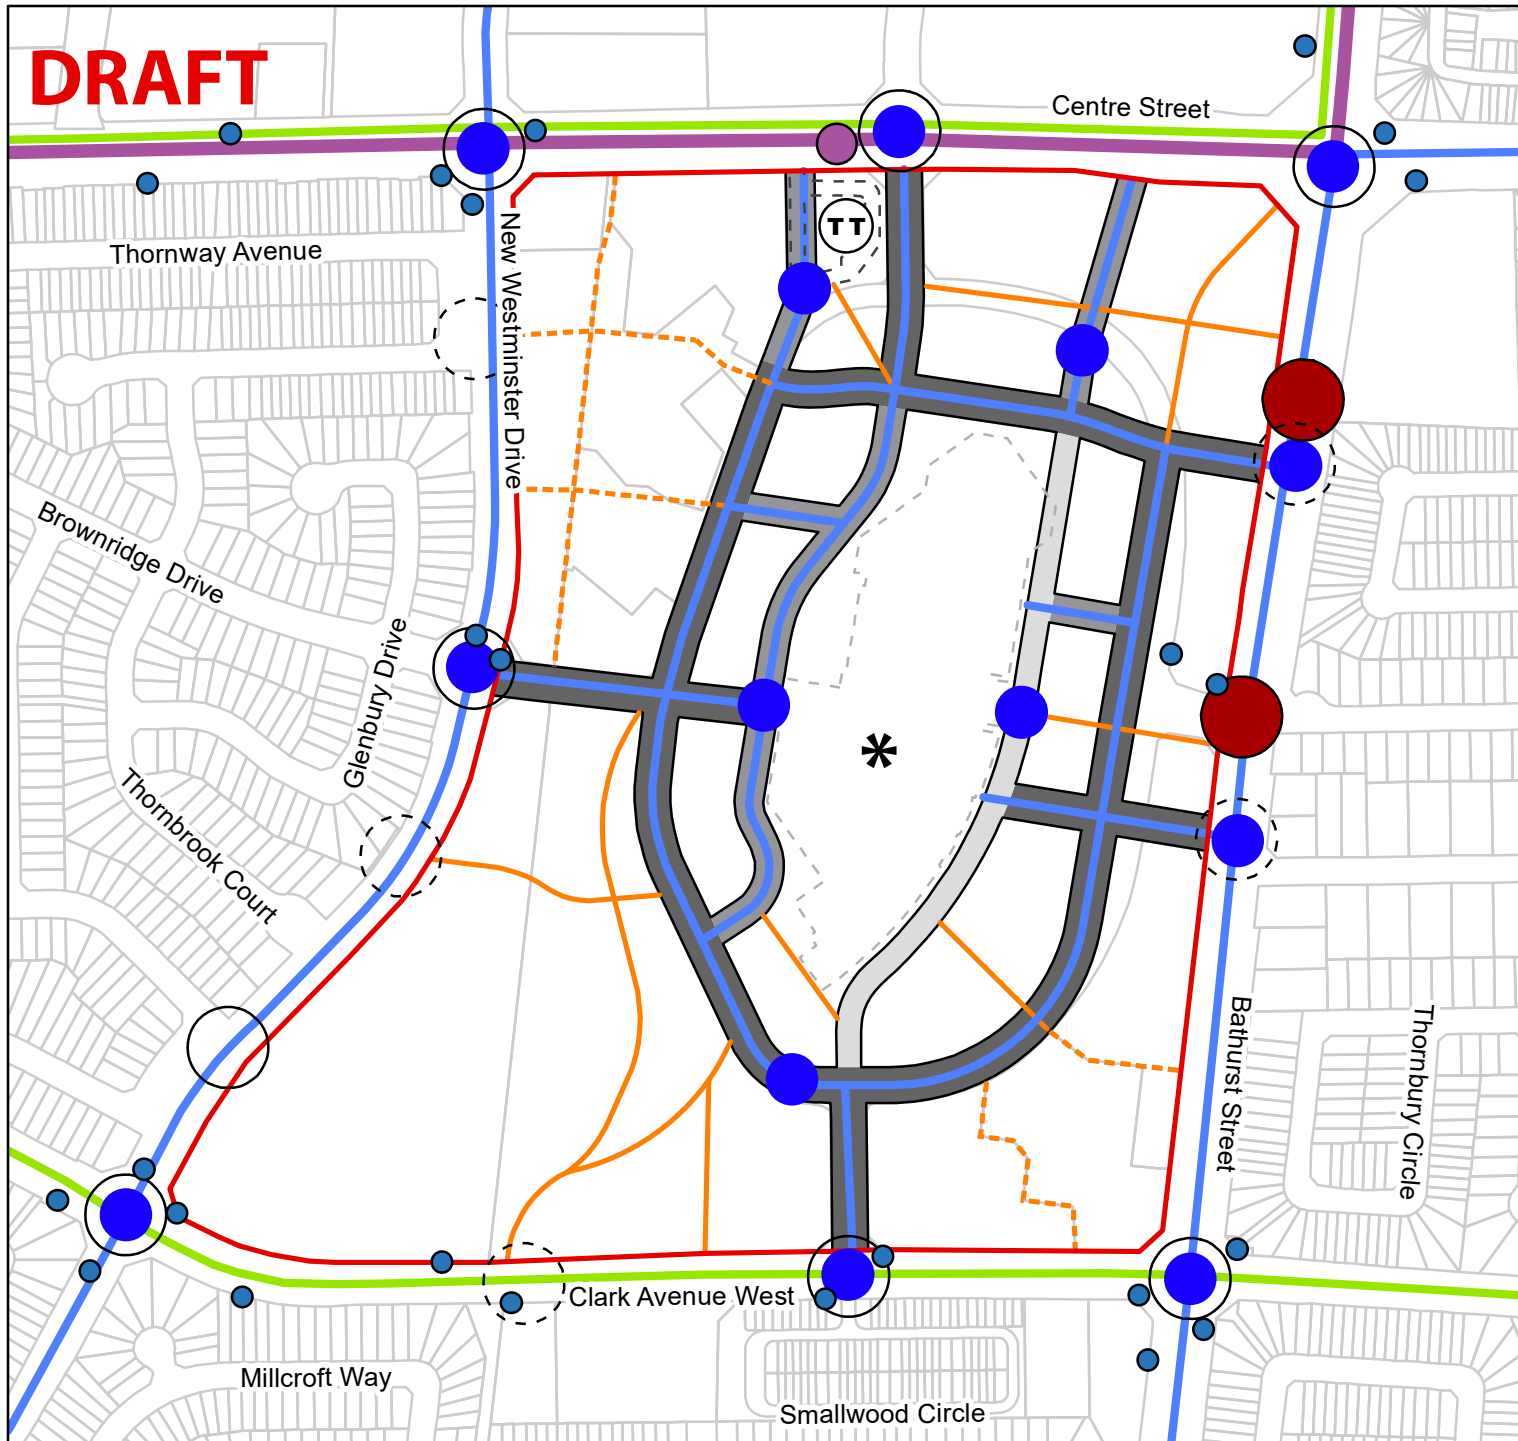 DRAFT
Centre Street
Thornway Avenue
TT
New Westminster Drive
Brownridge Drive
Glenbury Drive
*
Thornbrook Court
Bathurst Street
Thornbury Circle
Clark Avenue West
Millcroft Way
Smallwood Circle